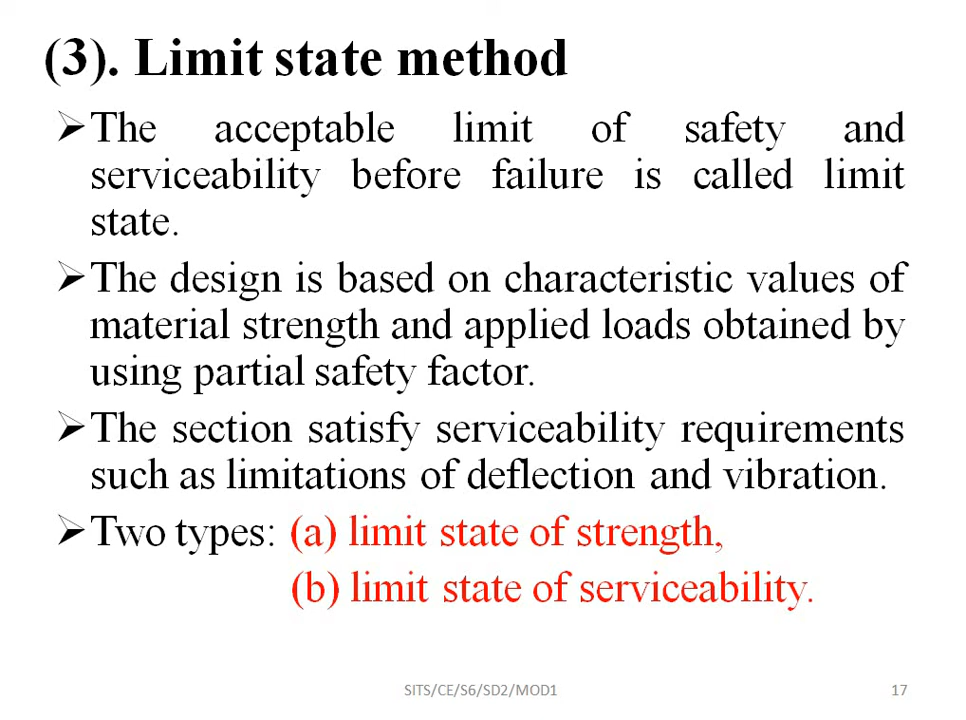 (3). Limit state method
➢The acceptable limit of safety and
serviceability before failure is called limit
state.
➢The design is based on characteristic values of
material strength and applied loads obtained by
using partial safety factor.
➢The section satisfy serviceability requirements
such as limitations of deflection and vibration.
➢Two types: (a) limit state of strength,
(b) limit state of serviceability.
SITS/CE/S6/SD2/MOD1 17